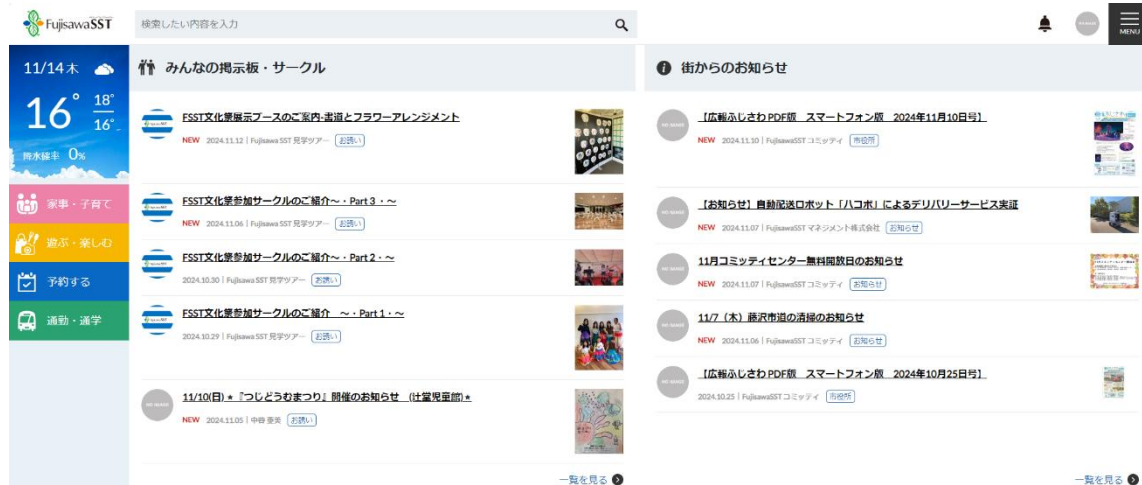 FujisawaSST
検索したい内容を入力
MENU
11/14木
16°
18°
16°
降水確率 0%
家事・子育て
遊ぶ・楽しむ
予約する
通勤・通学
みんなの掲示板・サークル
FSST文化祭展示ブースのご案内-書道とフラワーアレンジメント
NEW 2024.11.12 | Fujisawa SST 見学ツアー お誘い
FSST文化祭参加サークルのご紹介～・Part 3・～
NEW 2024.11.06 | Fujisawa SST 見学ツアー お誘い
FSST文化祭参加サークルのご紹介～・Part 2・～
2024.10.30 | Fujisawa SST 見学ツアー お誘い
FSST文化祭参加サークルのご紹介 ～・Part 1・～
2024.10.29 | Fujisawa SST 見学ツアー お誘い
NO IMAGE
11/10(日)★『つじどうむまつり』開催のお知らせ (辻堂児童館)★
NEW 2024.11.05 | 中谷 亜美 お誘い
一覧を見る
街からのお知らせ
【広報ふじさわ PDF版 スマートフォン版 2024年11月10日号】
NEW 2024.11.10 | FujisawaSST コミッティ 市役所
【お知らせ】自動配送ロボット「ハコボ」によるデリバリーサービス実証
NEW 2024.11.07 | FujisawaSST マネジメント株式会社 お知らせ
11月コミッティセンター無料開放日のお知らせ
NEW 2024.11.07 | FujisawaSST コミッティ お知らせ
11/7（木）藤沢市道の清掃のお知らせ
NEW 2024.11.06 | FujisawaSST コミッティ お知らせ
【広報ふじさわ PDF版 スマートフォン版 2024年10月25日号】
2024.10.25 | FujisawaSST コミッティ 市役所
一覧を見る